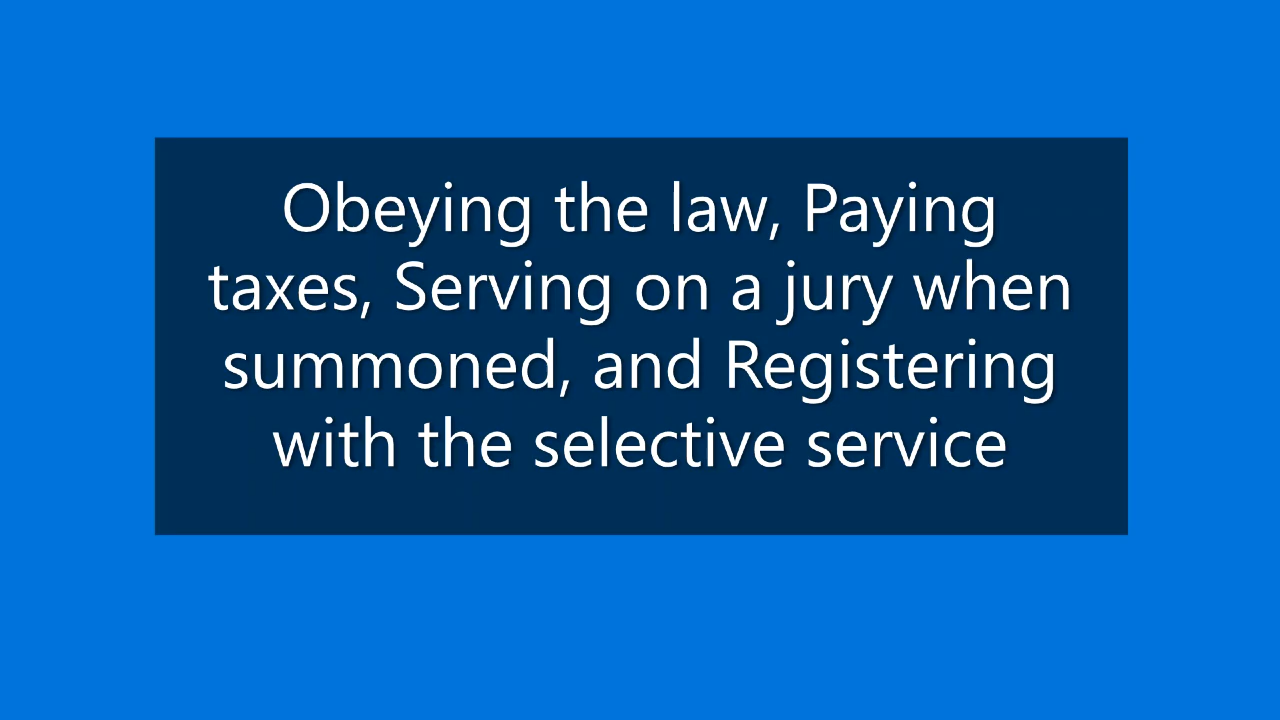 Obeying the law, Paying
taxes, Serving on a jury when
summoned, and Registering
with the selective service